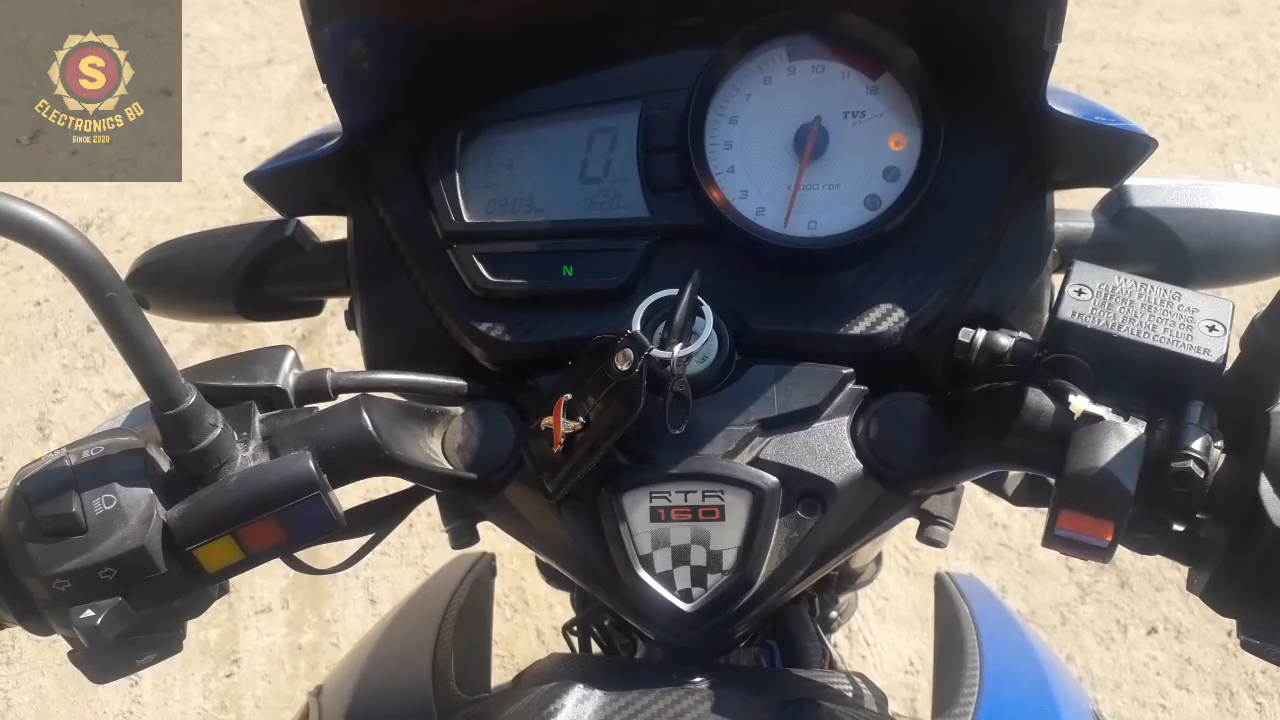 S
ELECTRONICS BD
SINCE 2020
0
09:03
1620
N
0
2
3
4
5
6
7
8
9
10
11
12
TVS
X1000 rpm
WARNING
CLEAN FILLER CAP
BEFORE REMOVING
USE ONLY DOT3 OR
DOT4 BRAKE FLUID
FROM A SEALED CONTAINER.
RTR
160